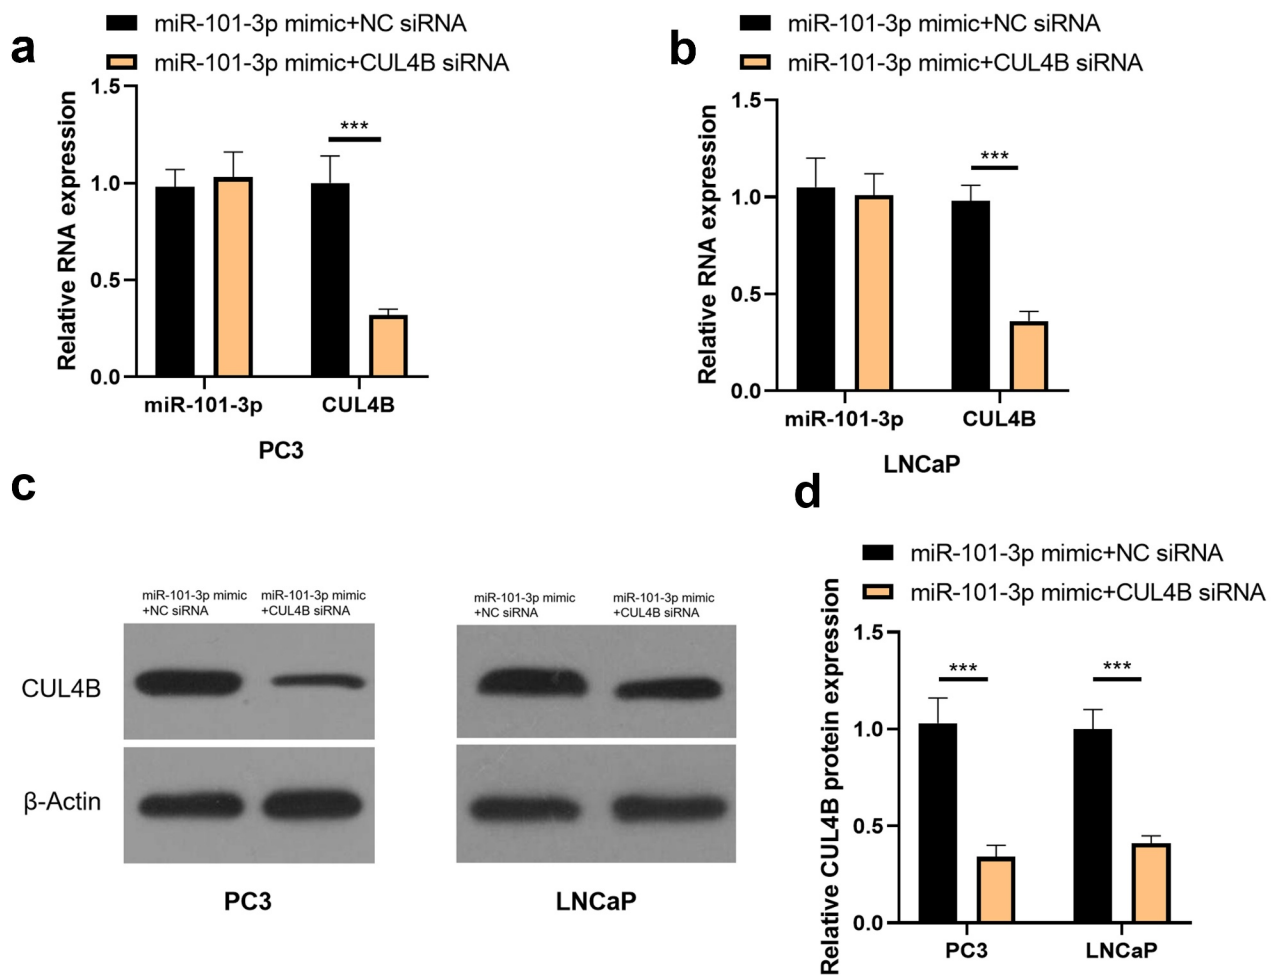 a
miR-101-3p mimic+NC siRNA
miR-101-3p mimic+CUL4B siRNA
Relative RNA expression
1.5
1.0
0.5
0.0
***
miR-101-3p CUL4B
PC3
b
miR-101-3p mimic+NC siRNA
miR-101-3p mimic+CUL4B siRNA
Relative RNA expression
1.5
1.0
0.5
0.0
***
miR-101-3p CUL4B
LNCaP
c
miR-101-3p mimic
+NC siRNA
miR-101-3p mimic
+CUL4B siRNA
miR-101-3p mimic
+NC siRNA
miR-101-3p mimic
+CUL4B siRNA
CUL4B
β-Actin
PC3
LNCaP
d
miR-101-3p mimic+NC siRNA
miR-101-3p mimic+CUL4B siRNA
Relative CUL4B protein expression
1.5
1.0
0.5
0.0
***
***
PC3 LNCaP